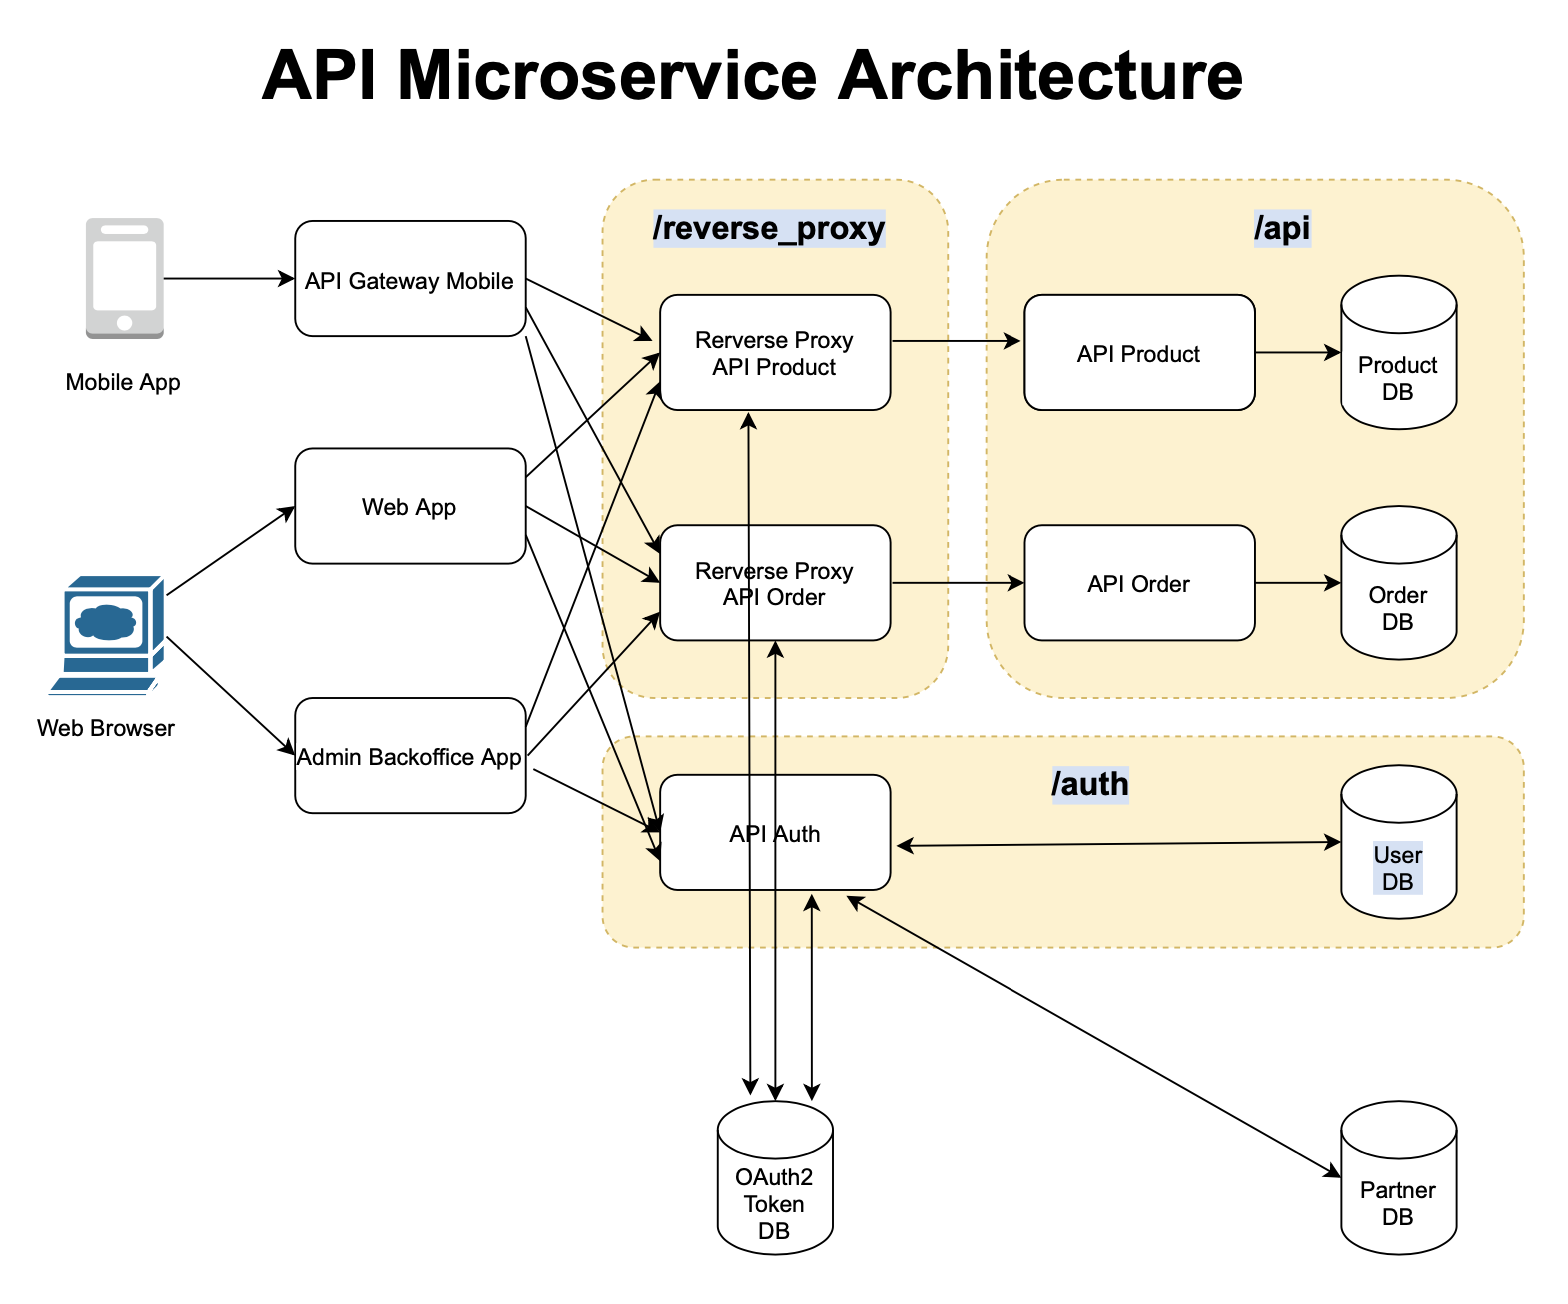 API Microservice Architecture
/reverse_proxy
/api
API Gateway Mobile
Rerverse Proxy
API Product
API Product
Product
DB
Mobile App
Web App
Rerverse Proxy
API Order
API Order
Order
DB
Web Browser
Admin Backoffice App
/auth
API Auth
User
DB
OAuth2
Token
DB
Partner
DB